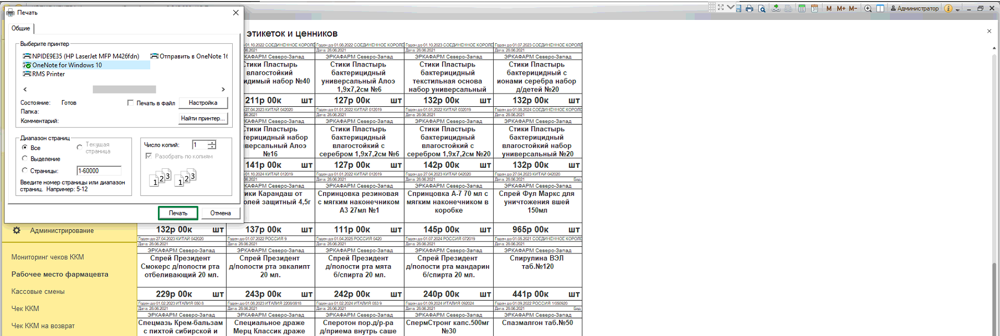 Печать
Общие
Выберите принтер
NPIDE9E35 (HP LaserJet MFP M426fdn)
Отправить в OneNote 16
OneNote for Windows 10
RMS Printer
Состояние: Готов
Печать в файл
Настройка
Папка:
Комментарий:
Найти принтер...
Диапазон страниц
Все
Текущая страница
Выделение
Страницы: 1-60000
Введите номер страницы или диапазон
страниц. Например: 5-12
Число копий: 1
Разобрать по копиям
1 2 3 1 2 3
Печать
Отмена
M M+ M-
Администратор
этикеток и ценников
Администрирование
Мониторинг чеков ККМ
Рабочее место фармацевта
Кассовые смены
Чек ККМ
Чек ККМ на возврат
01.10.2022 СОЕДИНЕННОЕ КОРОЛЕ Годен до 01.08.2022 СОЕДИНЕННОЕ КОРОЛЕ Годен до 01.10.2023 СОЕДИНЕННОЕ КОРОЛЕ Годен до 01.07.2023 СОЕДИНЕННОЕ КОРОЛЕ
06.2021 Дата: 28.06.2021 Дата: 28.06.2021 Дата: 28.06.2021
КАФАРМ Северо-Запад ЭРКАФАРМ Северо-Запад ЭРКАФАРМ Северо-Запад ЭРКАФАРМ Северо-Запад
Стики Пластырь Стики Пластырь Стики Пластырь Стики Пластырь
влагостойкий бактерицидный бактерицидный бактерицидный с
идимый набор №40 универсальный Алоэ текстильная основа ионами серебра набор
1,9х7,2см №6 набор универсальный д/детей №20
211р 00к шт 127р 00к шт 132р 00к шт 132р 00к шт
27.04.2023 КИТАЙ 042020 Годен до 01.01.2022 КИТАЙ 012019 Годен до 01.01.2022 КИТАЙ 032019 Годен до 01.08.2024 СОЕДИНЕННОЕ КОРОЛЕ
06.2021 Дата: 28.06.2021 Дата: 28.06.2021 Дата: 28.06.2021
КАФАРМ Северо-Запад ЭРКАФАРМ Северо-Запад ЭРКАФАРМ Северо-Запад ЭРКАФАРМ Северо-Запад
Стики Пластырь Стики Пластырь Стики Пластырь Стики Пластырь
терицидный набор бактерицидный бактерицидный бактерицидный
версальный Алоэ влагостойкий с влагостойкий с влагостойкий набор
№16 серебром 1,9х7,2см №6 серебром 1,9х7,2см №20 универсальный №20
141р 00к шт 127р 00к шт 142р 00к шт 132р 00к шт
01.10.2024 КИТАЙ 012019 Годен до 01.01.2022 КИТАЙ 012019 Годен до 27.04.2023 КИТАЙ 042020 Годен до 27.04.2023 КИТАЙ 042020
06.2021 Дата: 28.06.2021 Дата: 28.06.2021 Дата: 28.06.2021 Бад
КАФАРМ Северо-Запад ЭРКАФАРМ Северо-Запад ЭРКАФАРМ Северо-Запад ЭРКАФАРМ Северо-Запад
ики Карандаш от Спринцовка резиновая Спринцовка А-7 70 мл с Спрей Фул Маркс для
олей защитный 4,5г с мягким наконечником мягким наконечником в уничтожения вшей
А3 27мл №1 коробке 150мл
132р 00к шт 137р 00к шт 111р 00к шт 145р 00к шт 965р 00к шт
Годен до 27.04.2023 КИТАЙ 042020 Годен до 01.07.2022 РОССИЯ 9 Годен до 01.04.2025 РОССИЯ 0420 Годен до 01.07.2024 РОССИЯ 072019 Годен до 01.05.2021 СОЕДИНЕННОЕ КОРОЛЕ
Дата: 28.06.2021 Дата: 28.06.2021 Дата: 28.06.2021 Дата: 28.06.2021 Дата: 28.06.2021
ЭРКАФАРМ Северо-Запад ЭРКАФАРМ Северо-Запад ЭРКАФАРМ Северо-Запад ЭРКАФАРМ Северо-Запад ЭРКАФАРМ Северо-Запад
Спрей Президент Спрей Президент Спрей Президент Спрей Президент Спирулина ВЭЛ
Смокерс д/полости рта д/полости рта эвкалипт д/полости рта мята д/полости рта мандарин таб.№120
отбеливающий 20 мл. 20 мл. б/спирта 20 мл. б/спирта 20 мл.
229р 00к шт 243р 00к шт 242р 00к шт 240р 00к шт 441р 00к шт
Годен до 01.02.2023 ИТАЛИЯ 050 8 Годен до 01.08.2023 ИТАЛИЯ 2208/0818 Годен до 01.02.2024 ИТАЛИЯ 053 9 Годен до 01.09.2024 ИТАЛИЯ 092024 Годен до 01.09.2022 РОССИЯ 1/050920
Дата: 28.06.2021 Дата: 28.06.2021 Дата: 28.06.2021 Дата: 28.06.2021 Дата: 28.06.2021 Бад
ЭРКАФАРМ Северо-Запад ЭРКАФАРМ Северо-Запад ЭРКАФАРМ Северо-Запад ЭРКАФАРМ Северо-Запад ЭРКАФАРМ Северо-Запад
Спецмазь Крем-бальзам Специальное драже Сперотон пор.д/р-ра СпермСтронг капс.500мг Спазмалгон таб.№50
с пихтой сибирской и Мерц Классик драже д/приема внутрь саше №30